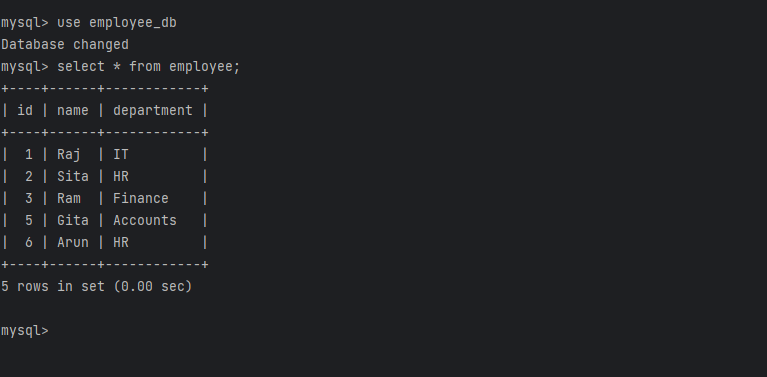 mysql> use employee_db
Database changed
mysql> select * from employee;
+----+------+------------+
| id | name | department |
+----+------+------------+
|  1 | Raj  | IT         |
|  2 | Sita | HR         |
|  3 | Ram  | Finance    |
|  5 | Gita | Accounts   |
|  6 | Arun | HR         |
+----+------+------------+
5 rows in set (0.00 sec)
mysql>